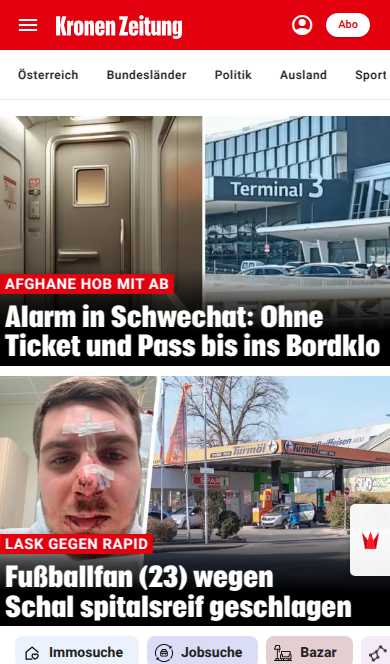 Kronen Zeitung
Abo
Österreich Bundesländer Politik Ausland Sport
Terminal 3
AFGHANE HOB MIT AB
Alarm in Schwechat: Ohne
Ticket und Pass bis ins Bordklo
Turmöl
Turmöl
LASK GEGEN RAPID
Fußballfan (23) wegen
Schal spitalsreif geschlagen
Immosuche Jobsuche Bazar